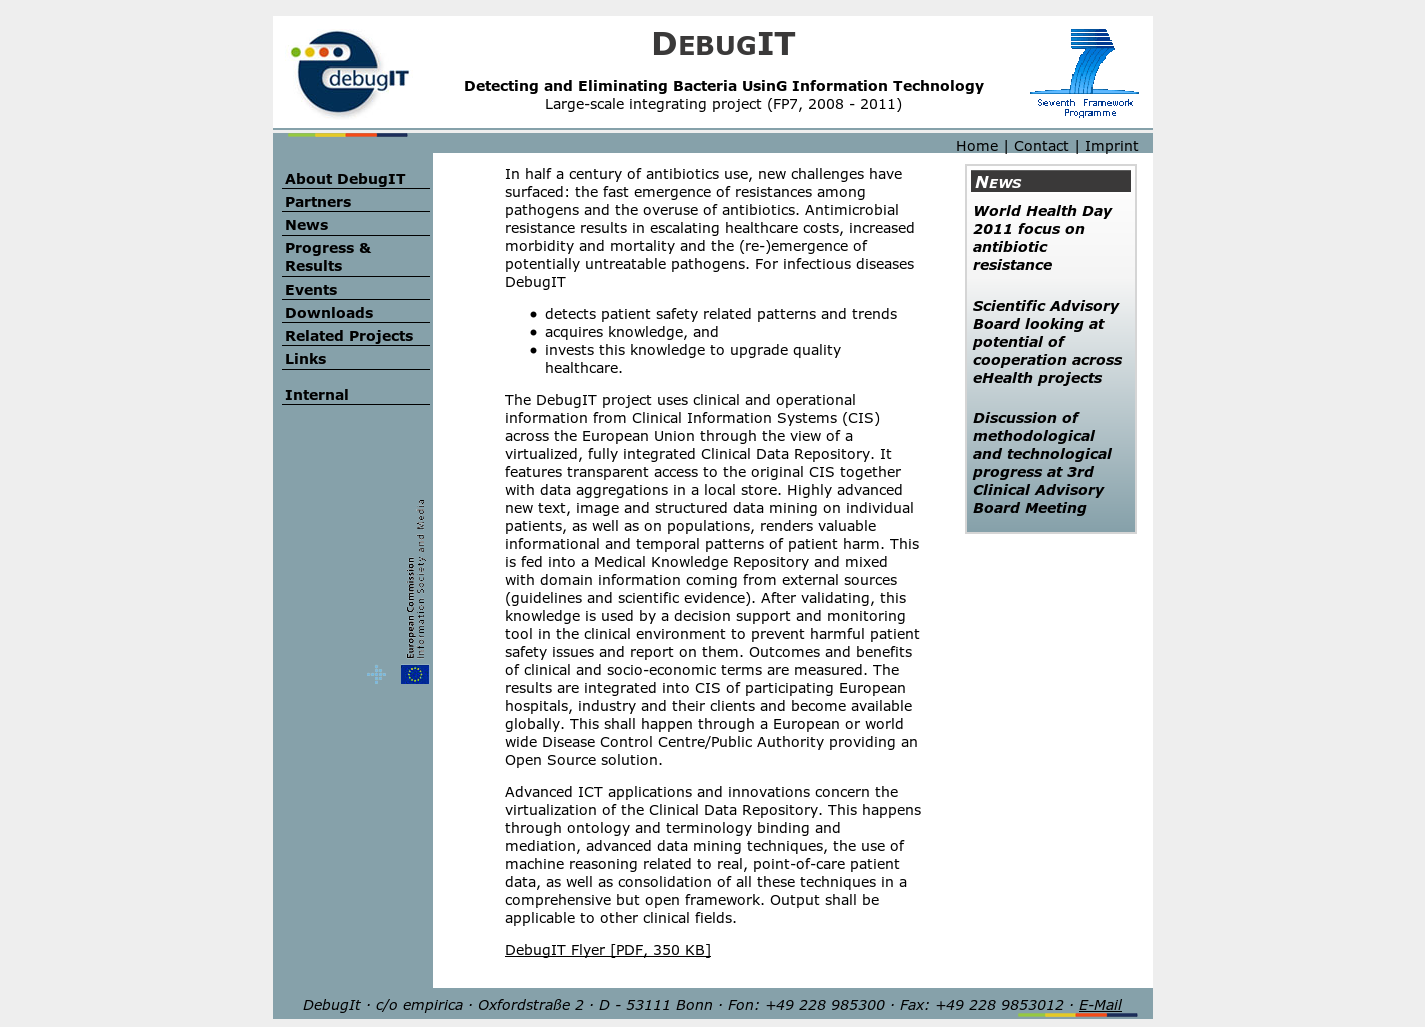 debugIT
DEBUGIT
Detecting and Eliminating Bacteria UsinG Information Technology
Large-scale integrating project (FP7, 2008 - 2011)
Seventh Framework
Programme
Home | Contact | Imprint
About DebugIT
Partners
News
Progress &
Results
Events
Downloads
Related Projects
Links
Internal
European Commission
Information Society and Media
In half a century of antibiotics use, new challenges have
surfaced: the fast emergence of resistances among
pathogens and the overuse of antibiotics. Antimicrobial
resistance results in escalating healthcare costs, increased
morbidity and mortality and the (re-)emergence of
potentially untreatable pathogens. For infectious diseases
DebugIT
• detects patient safety related patterns and trends
• acquires knowledge, and
• invests this knowledge to upgrade quality
healthcare.
The DebugIT project uses clinical and operational
information from Clinical Information Systems (CIS)
across the European Union through the view of a
virtualized, fully integrated Clinical Data Repository. It
features transparent access to the original CIS together
with data aggregations in a local store. Highly advanced
new text, image and structured data mining on individual
patients, as well as on populations, renders valuable
informational and temporal patterns of patient harm. This
is fed into a Medical Knowledge Repository and mixed
with domain information coming from external sources
(guidelines and scientific evidence). After validating, this
knowledge is used by a decision support and monitoring
tool in the clinical environment to prevent harmful patient
safety issues and report on them. Outcomes and benefits
of clinical and socio-economic terms are measured. The
results are integrated into CIS of participating European
hospitals, industry and their clients and become available
globally. This shall happen through a European or world
wide Disease Control Centre/Public Authority providing an
Open Source solution.
Advanced ICT applications and innovations concern the
virtualization of the Clinical Data Repository. This happens
through ontology and terminology binding and
mediation, advanced data mining techniques, the use of
machine reasoning related to real, point-of-care patient
data, as well as consolidation of all these techniques in a
comprehensive but open framework. Output shall be
applicable to other clinical fields.
DebugIT Flyer [PDF, 350 KB]
NEWS
World Health Day
2011 focus on
antibiotic
resistance
Scientific Advisory
Board looking at
potential of
cooperation across
eHealth projects
Discussion of
methodological
and technological
progress at 3rd
Clinical Advisory
Board Meeting
DebugIt · c/o empirica · Oxfordstraße 2 · D - 53111 Bonn · Fon: +49 228 985300 · Fax: +49 228 9853012 · E-Mail